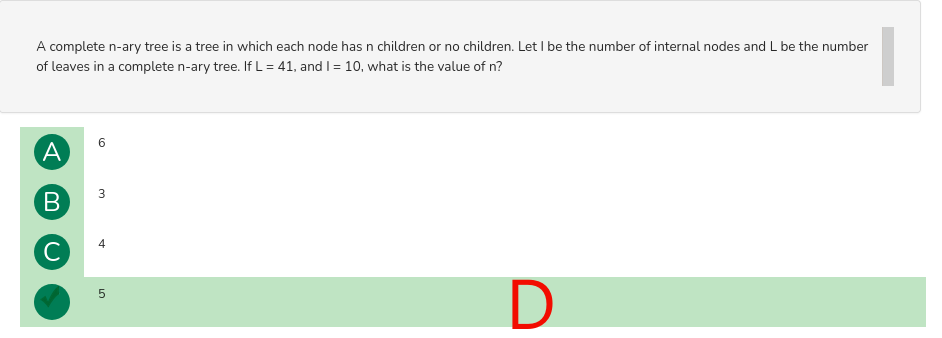 A complete n-ary tree is a tree in which each node has n children or no children. Let I be the number of internal nodes and L be the number
of leaves in a complete n-ary tree. If L = 41, and I = 10, what is the value of n?
A 6
B 3
C 4
5 D